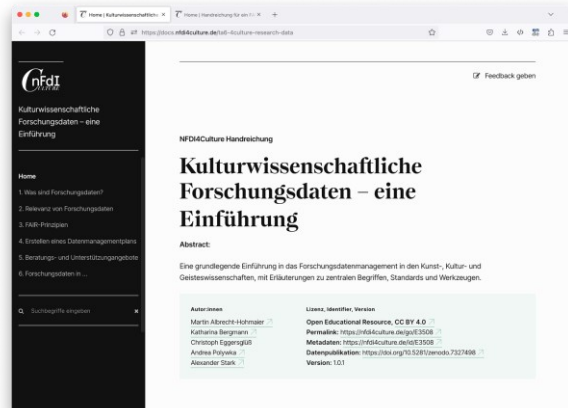 Home | Kulturwissenschaftliche
Home | Handreichung für ein F
https://docs.nfdi4culture.de/ta6-4culture-research-data
nFdI
CULTURE
Kulturwissenschaftliche
Forschungsdaten – eine
Einführung
Home
1. Was sind Forschungsdaten?
2. Relevanz von Forschungsdaten
3. FAIR-Prinzipien
4. Erstellen eines Datenmanagementplans
5. Beratungs- und Unterstützungsangebote
6. Forschungsdaten in ...
Suchbegriffe eingeben
Feedback geben
NFDI4Culture Handreichung
Kulturwissenschaftliche
Forschungsdaten – eine
Einführung
Abstract:
Eine grundlegende Einführung in das Forschungsdatenmanagement in den Kunst-, Kultur- und
Geisteswissenschaften, mit Erläuterungen zu zentralen Begriffen, Standards und Werkzeugen.
Autor:innen
Martin Albrecht-Hohmaier
Katharina Bergmann
Christoph Eggersglüß
Andrea Polywka
Alexander Stark
Lizenz, Identifier, Version
Open Educational Resource, CC BY 4.0
Permalink: https://nfdi4culture.de/go/E3508
Metadaten: https://nfdi4culture.de/id/E3508
Datenpublikation: https://doi.org/10.5281/zenodo.7327498
Version: 1.0.1